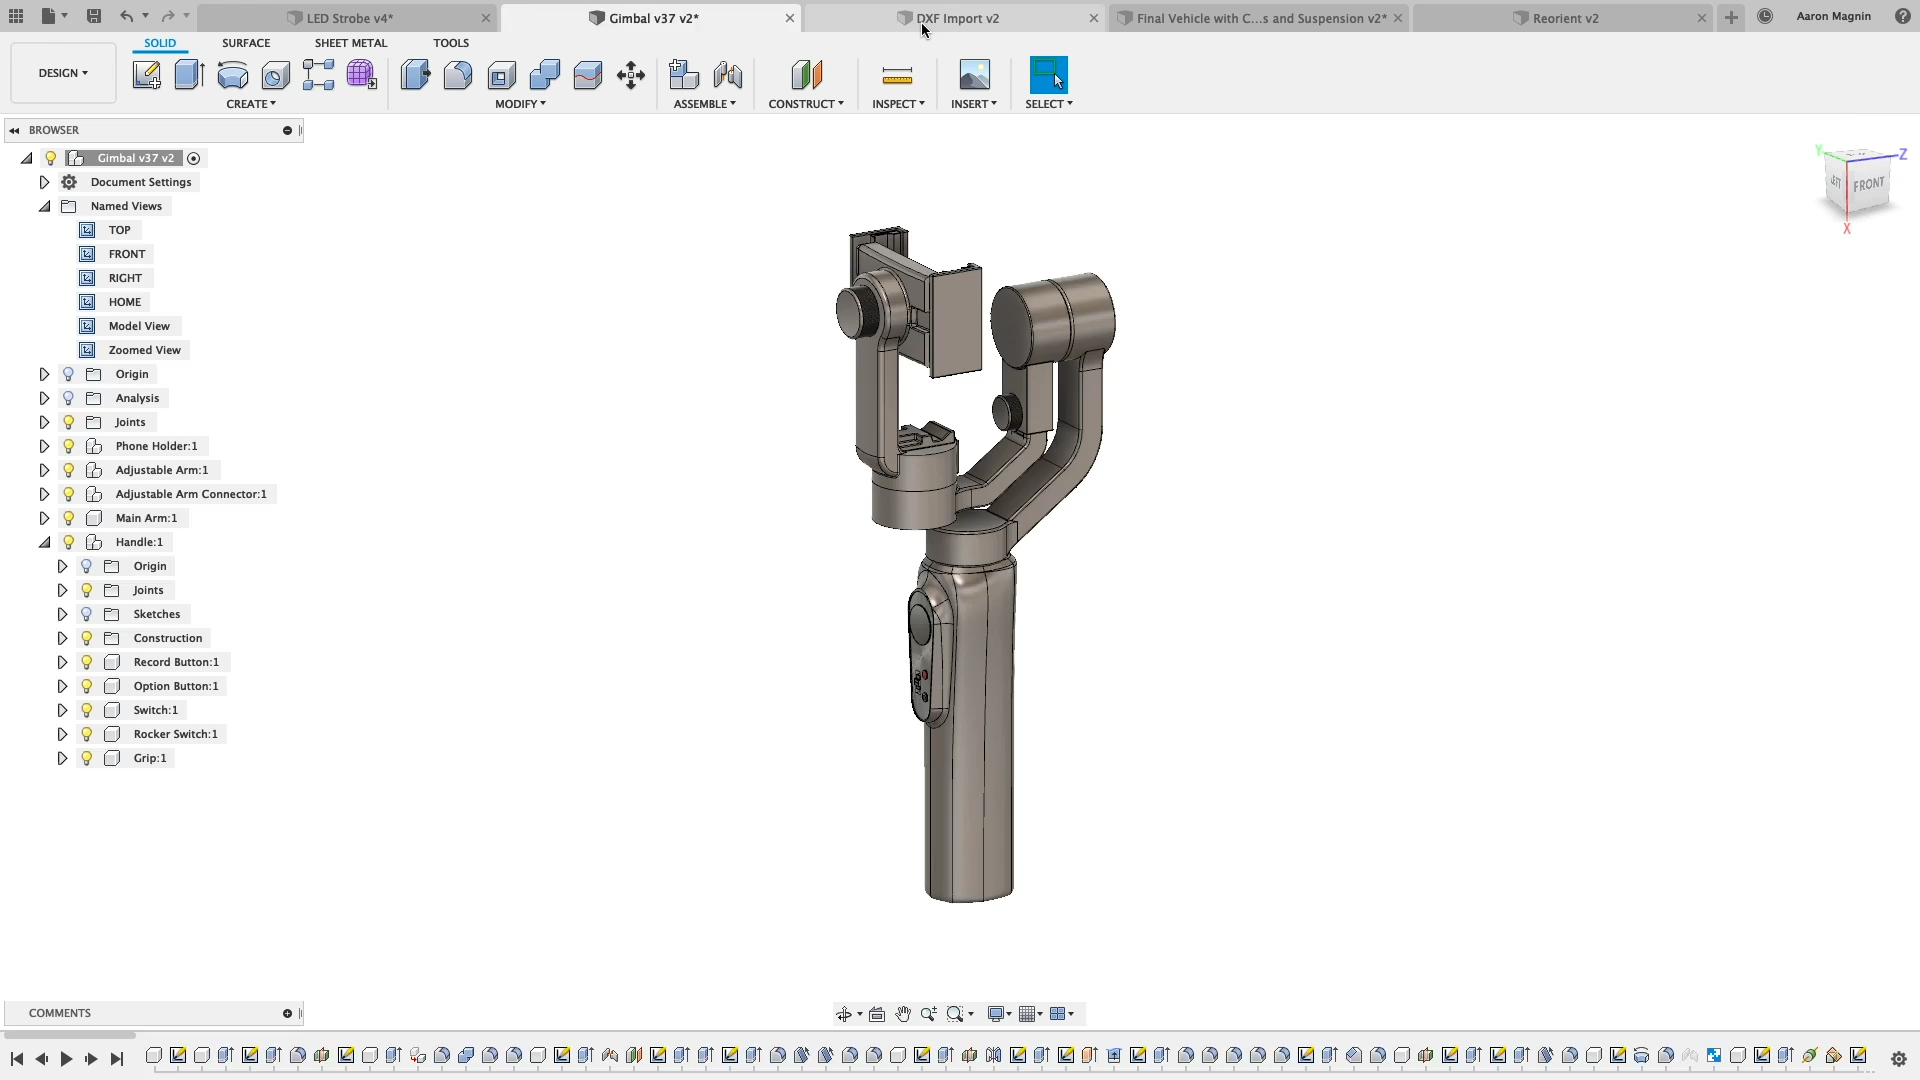 LED Strobe v4*
Gimbal v37 v2*
DXF Import v2
Final Vehicle with C...s and Suspension v2*
Reorient v2
Aaron Magnin
SOLID
SURFACE
SHEET METAL
TOOLS
DESIGN
CREATE
MODIFY
ASSEMBLE
CONSTRUCT
INSPECT
INSERT
SELECT
BROWSER
Gimbal v37 v2
Document Settings
Named Views
TOP
FRONT
RIGHT
HOME
Model View
Zoomed View
Origin
Analysis
Joints
Phone Holder:1
Adjustable Arm:1
Adjustable Arm Connector:1
Main Arm:1
Handle:1
Origin
Joints
Sketches
Construction
Record Button:1
Option Button:1
Switch:1
Rocker Switch:1
Grip:1
Y
Z
LEFT
FRONT
X
COMMENTS